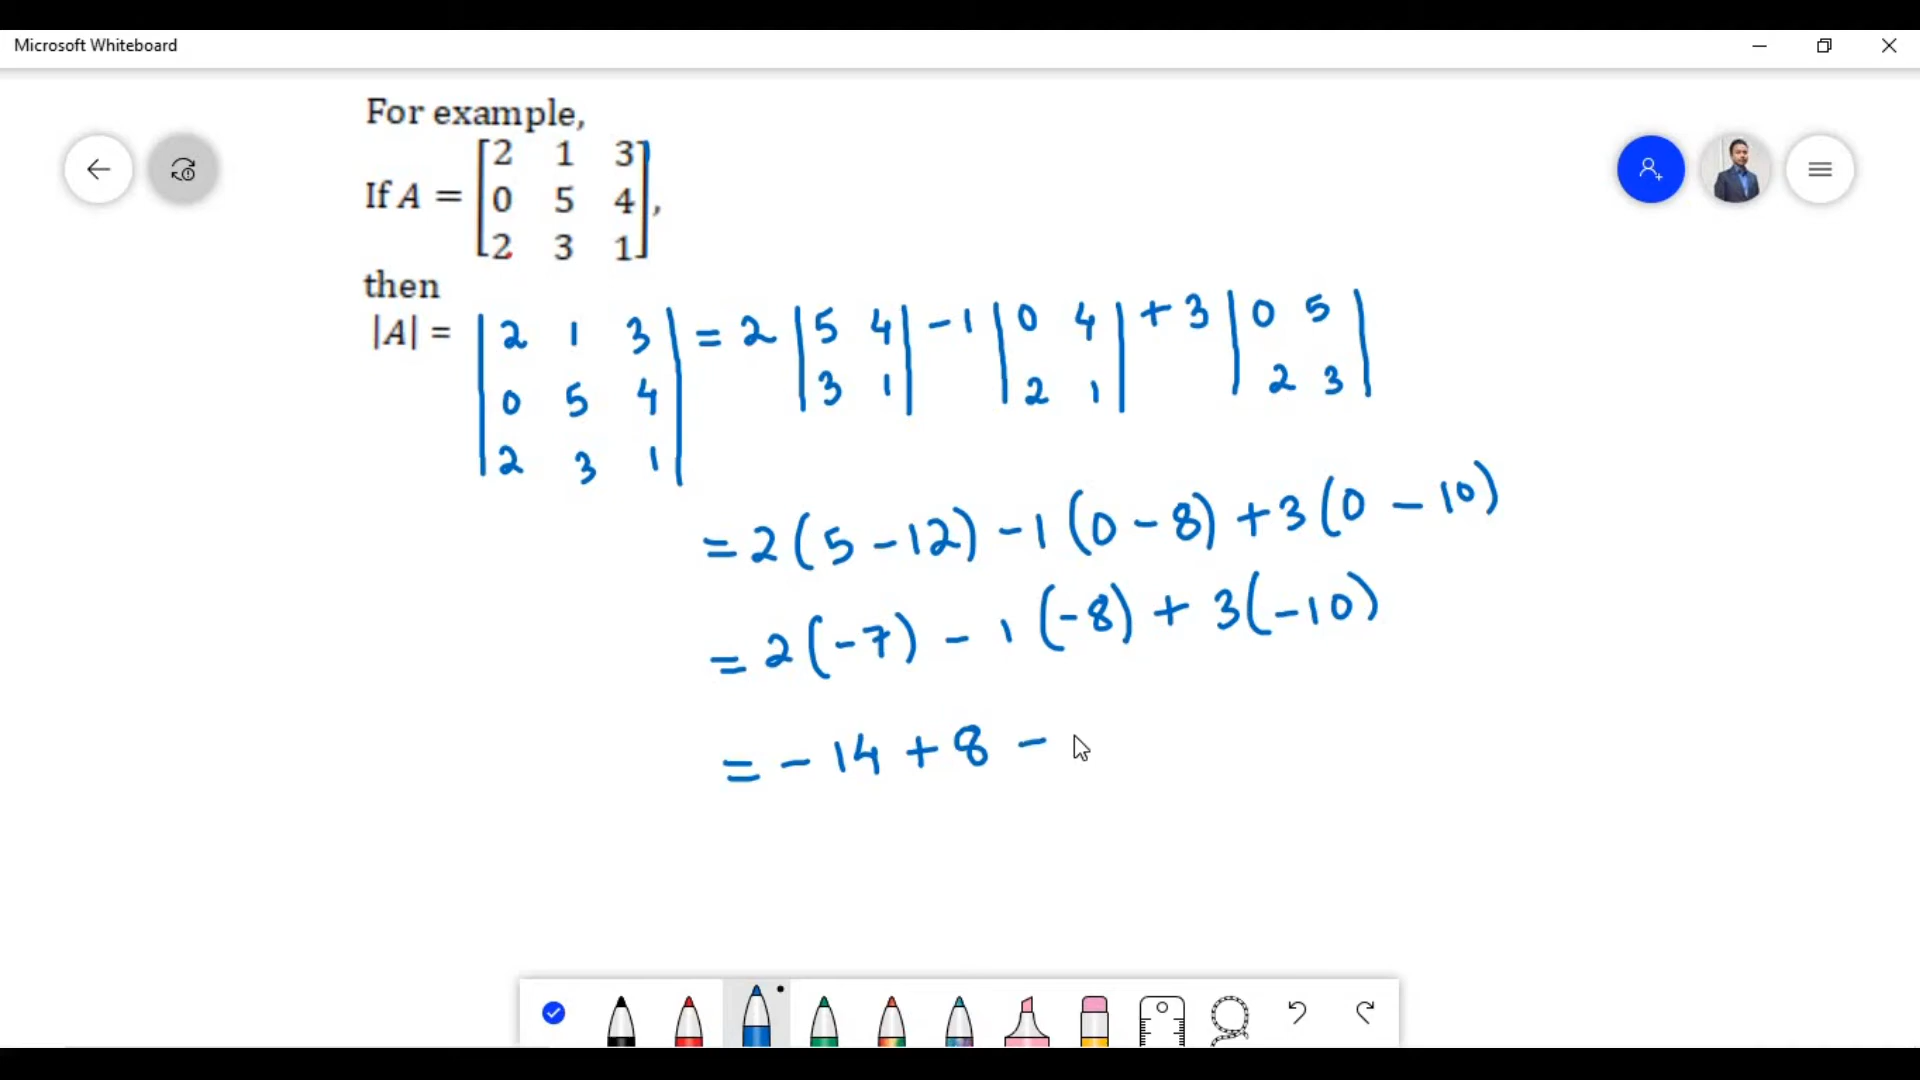 Microsoft Whiteboard
For example,
[2 1 3]
If A = [0 5 4],
[2 3 1]
then
|A| = |2 1 3| = 2 |5 4| - 1 |0 4| + 3 |0 5|
|0 5 4| |3 1| |2 1| |2 3|
|2 3 1|
= 2 (5 - 12) - 1 (0 - 8) + 3 (0 - 10)
= 2 (-7) - 1 (-8) + 3 (-10)
= - 14 + 8 -